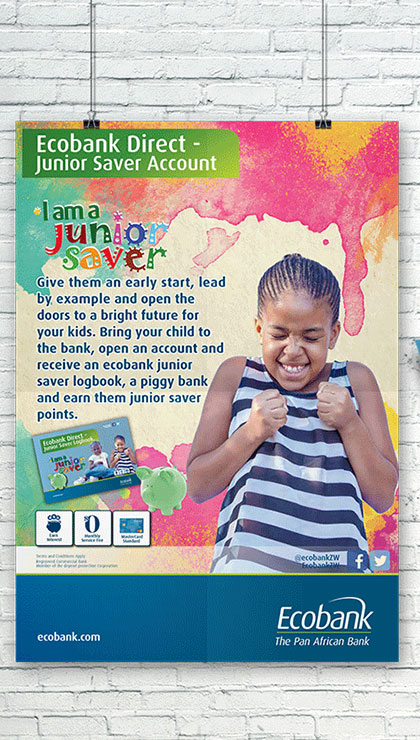 Ecobank Direct -
Junior Saver Account
I am a
junior
saver
Give them an early start, lead
by example and open the
doors to a bright future for
your kids. Bring your child to
the bank, open an account and
receive an ecobank junior
saver logbook, a piggy bank
and earn them junior saver
points.
Ecobank Direct -
Junior Saver Logbook
I am a
junior
saver
Earn
Interest
0
Monthly
Service Fee
MasterCard
Standard
Terms and Conditions Apply
Registered Commercial Bank
Member of the deposit protection Corporation
@ecobankZW
EcobankZW
ecobank.com
Ecobank
The Pan African Bank